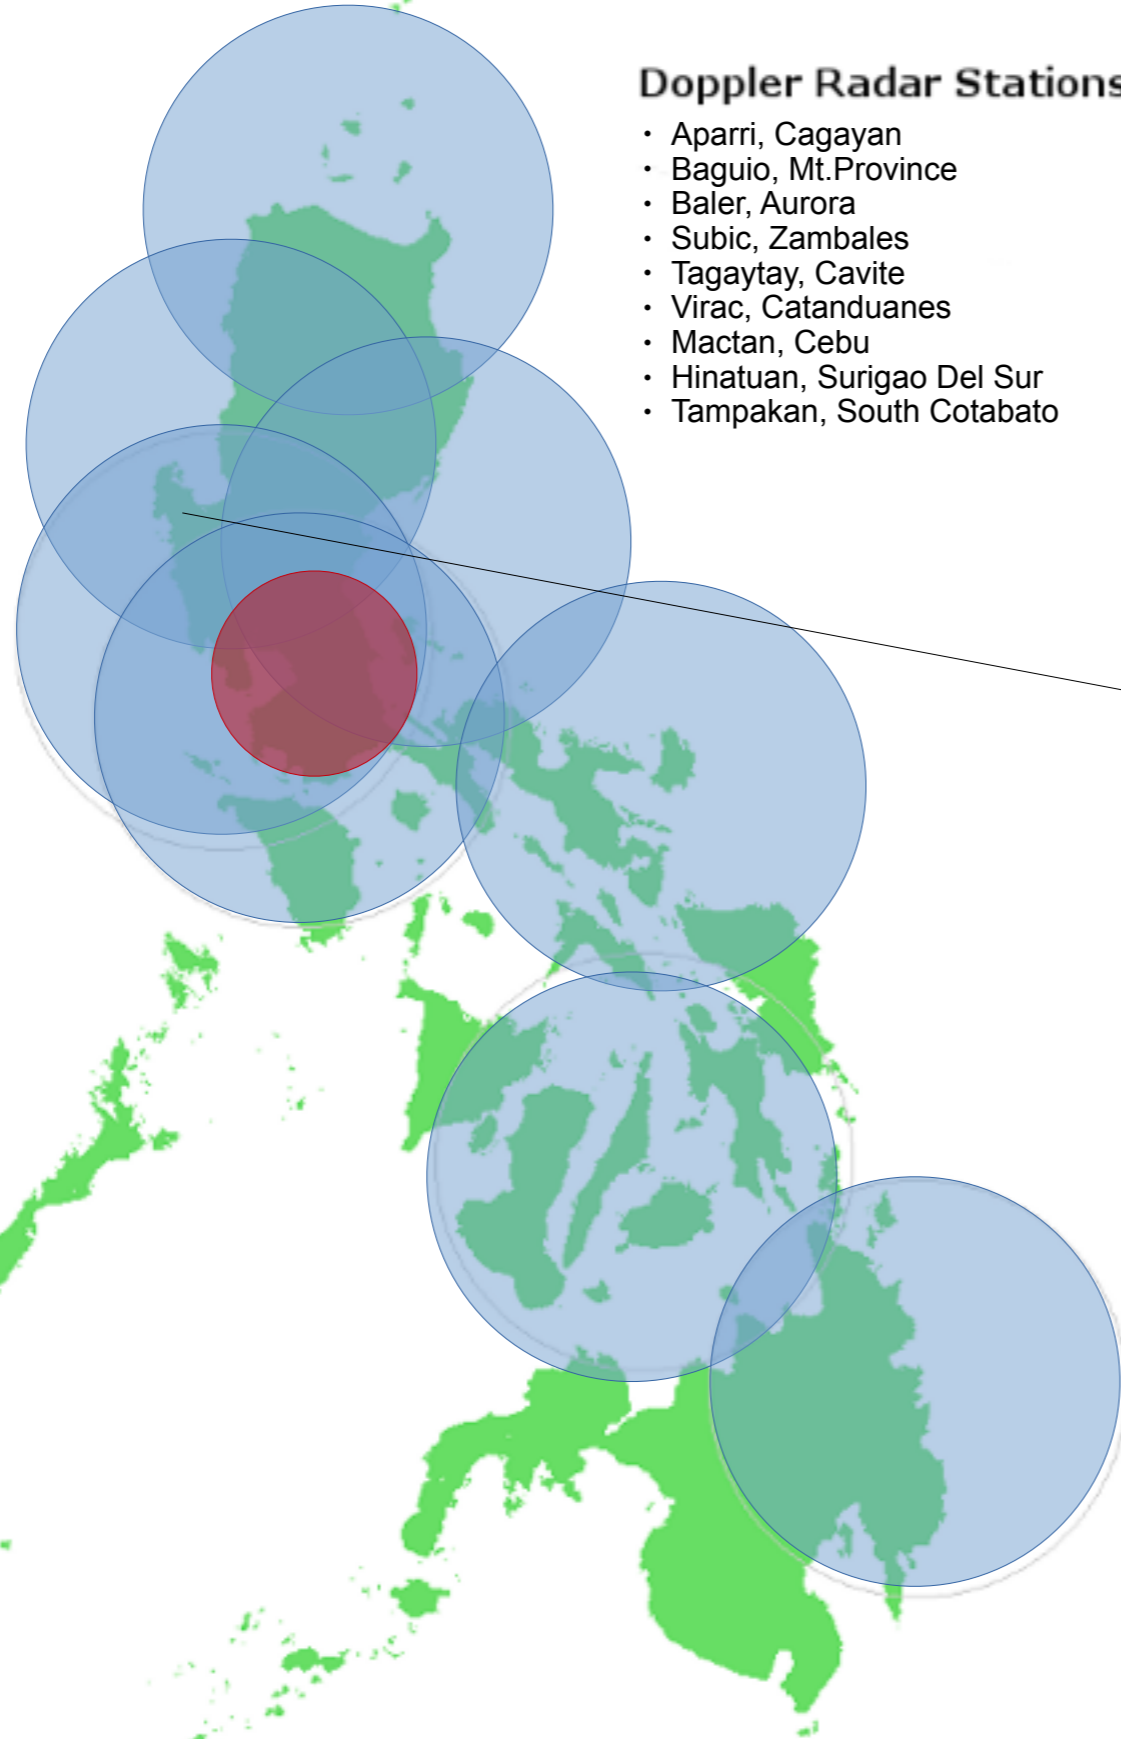 Doppler Radar Stations
· Aparri, Cagayan
· Baguio, Mt.Province
· Baler, Aurora
· Subic, Zambales
· Tagaytay, Cavite
· Virac, Catanduanes
· Mactan, Cebu
· Hinatuan, Surigao Del Sur
· Tampakan, South Cotabato